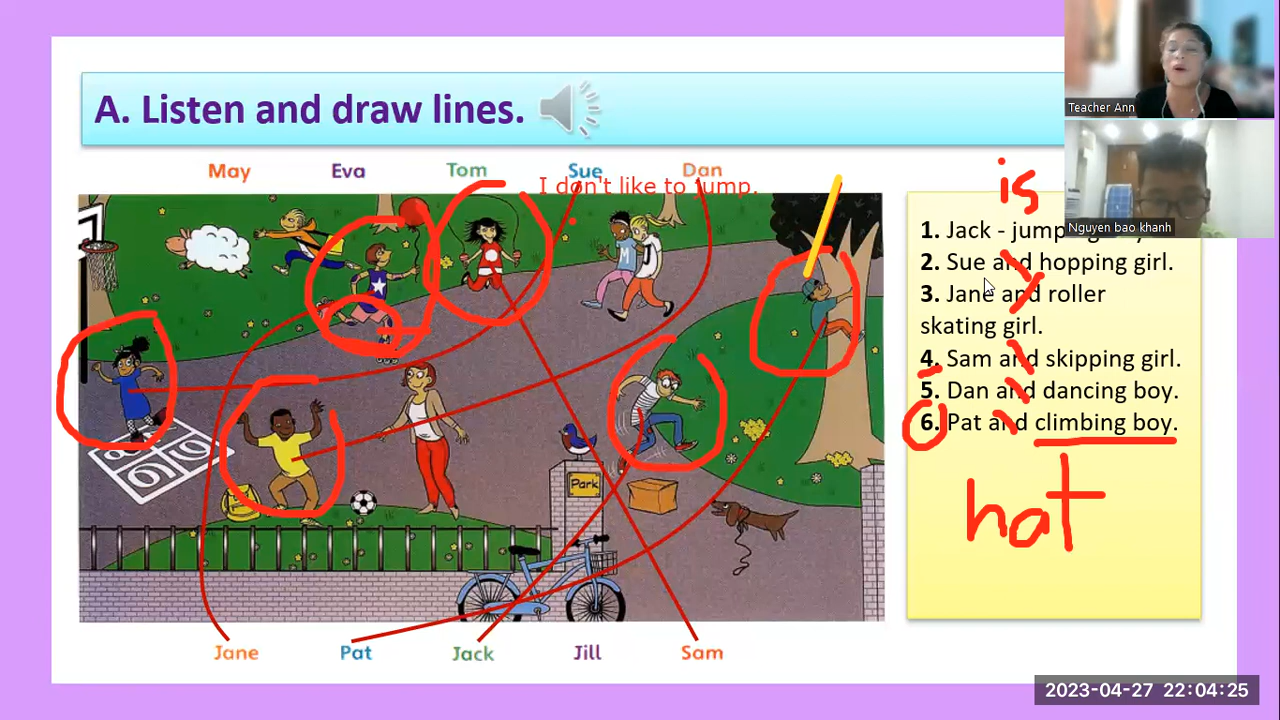 A. Listen and draw lines.
Teacher Ann
May Eva Tom Sue Dan
I don't like to jump.
is
Nguyen bao khanh
1. Jack - jump
2. Sue and hopping girl.
3. Jane and roller
skating girl.
4. Sam and skipping girl.
5. Dan and dancing boy.
6. Pat and climbing boy.
hat
Park
Jane Pat Jack Jill Sam
2023-04-27 22:04:25